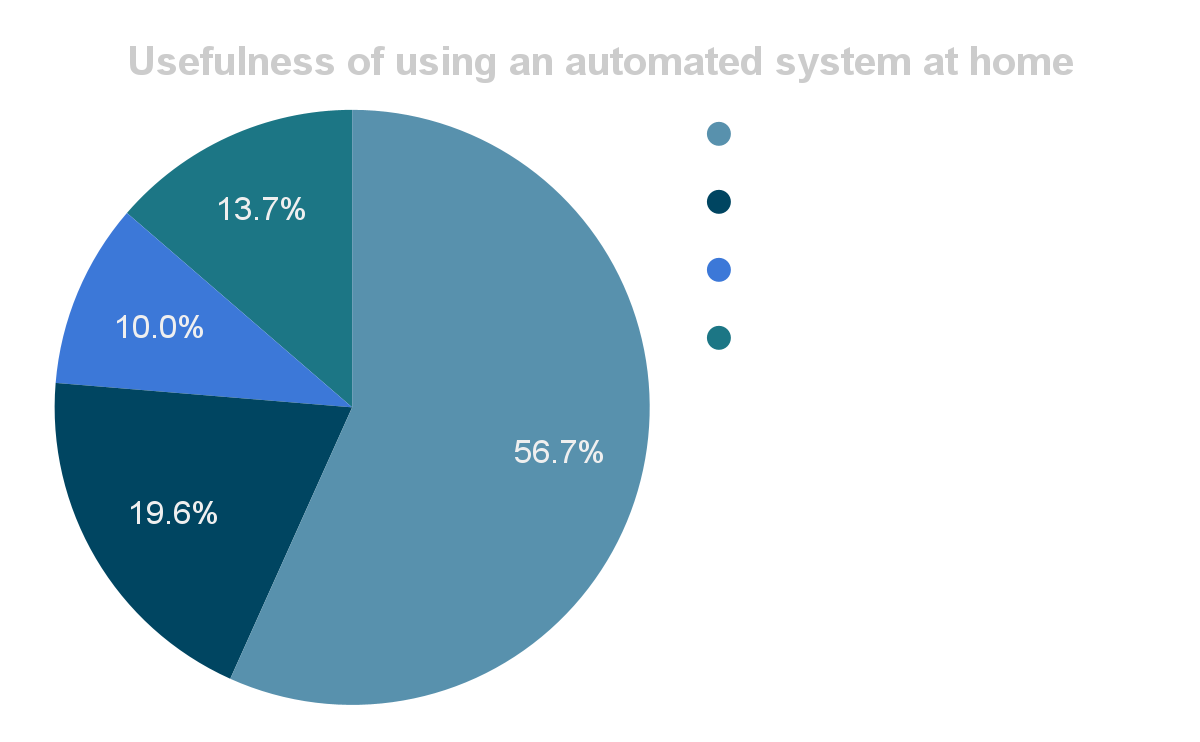 Usefulness of using an automated system at home
13.7%
10.0%
56.7%
19.6%